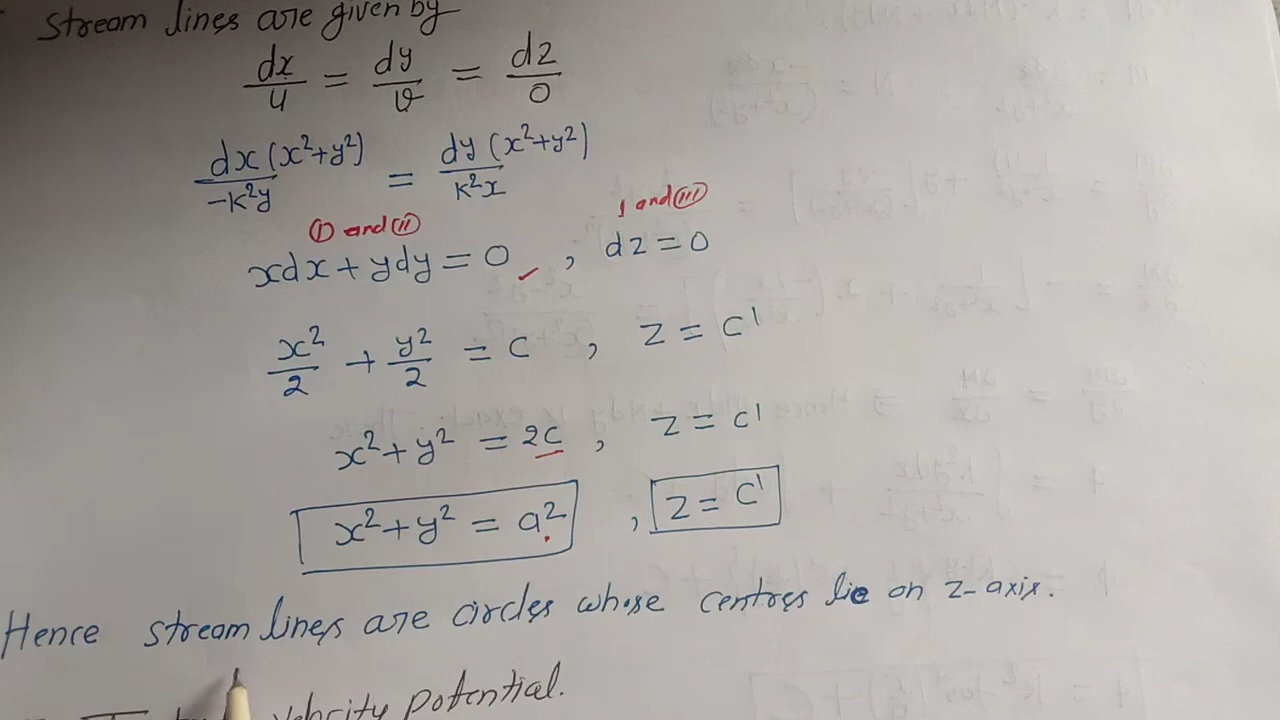 Stream lines are given by
dx/u = dy/v = dz/0
dx(x²+y²)/-k²y = dy(x²+y²)/k²x
① and ⑪ 1 and ⑪⑪
xdx + ydy = 0 ✓ , dz = 0
x²/2 + y²/2 = c , z = c'
x² + y² = 2c , z = c'
x² + y² = a² , z = c'
Hence stream lines are circles whose centres lie on z-axis.
velocity potential.